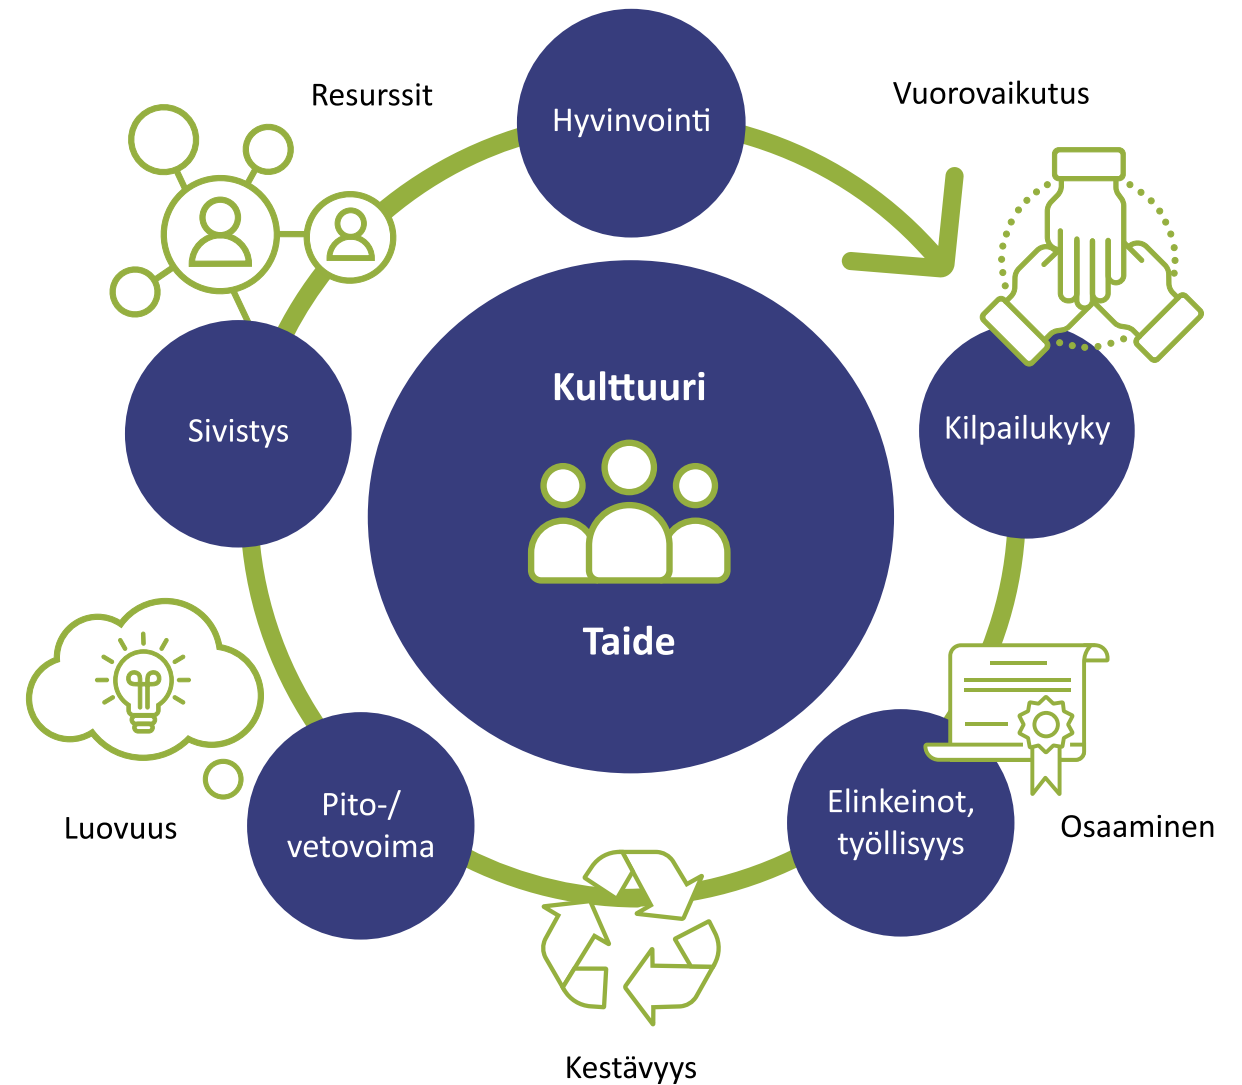 Resurssit
Hyvinvointi
Vuorovaikutus
Kulttuuri
Sivistys
Kilpailukyky
Taide
Pito-/
vetovoima
Elinkeinot,
työllisyys
Luovuus
Osaaminen
Kestävyys